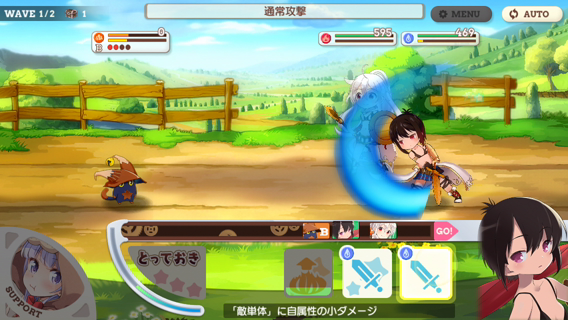 WAVE 1/2 1
通常攻撃
MENU
AUTO
0
B
595
469
B
GO!
とっておき
SUPPORT
「敵単体」に自属性の小ダメージ